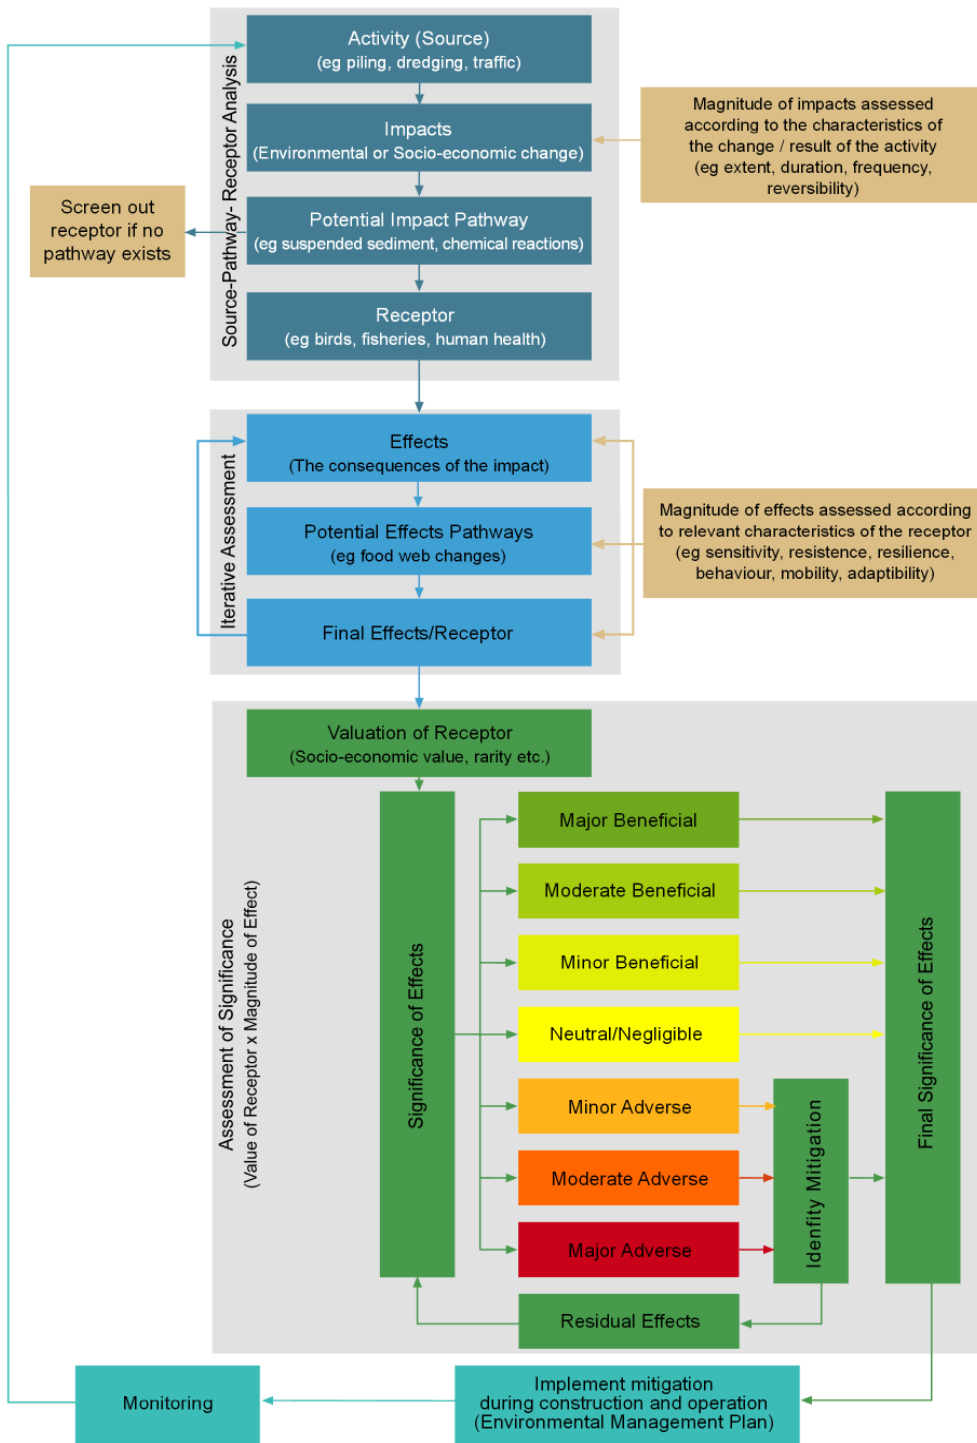 Source-Pathway- Receptor Analysis
Activity (Source)
(eg piling, dredging, traffic)
Impacts
(Environmental or Socio-economic change)
Magnitude of impacts assessed
according to the characteristics of
the change / result of the activity
(eg extent, duration, frequency,
reversibility)
Screen out
receptor if no
pathway exists
Potential Impact Pathway
(eg suspended sediment, chemical reactions)
Receptor
(eg birds, fisheries, human health)
Iterative Assessment
Effects
(The consequences of the impact)
Potential Effects Pathways
(eg food web changes)
Final Effects/Receptor
Magnitude of effects assessed according
to relevant characteristics of the receptor
(eg sensitivity, resistence, resilience,
behaviour, mobility, adaptibility)
Assessment of Significance
(Value of Receptor x Magnitude of Effect)
Valuation of Receptor
(Socio-economic value, rarity etc.)
Significance of Effects
Major Beneficial
Moderate Beneficial
Minor Beneficial
Neutral/Negligible
Minor Adverse
Moderate Adverse
Major Adverse
Idenfity Mitigation
Final Significance of Effects
Residual Effects
Monitoring
Implement mitigation
during construction and operation
(Environmental Management Plan)